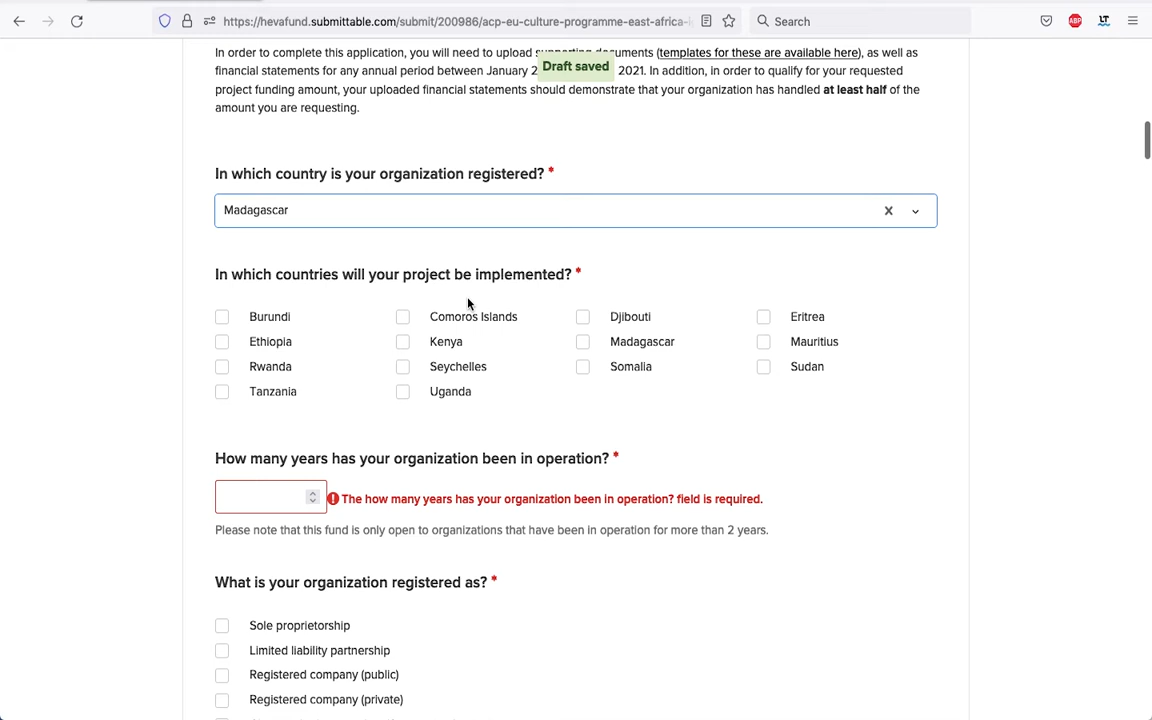 https://hevafund.submittable.com/submit/200986/acp-eu-culture-programme-east-africa-
Search
ABP
LT
In order to complete this application, you will need to upload supporting documents (templates for these are available here), as well as
financial statements for any annual period between January 2 2021. In addition, in order to qualify for your requested
Draft saved
project funding amount, your uploaded financial statements should demonstrate that your organization has handled at least half of the
amount you are requesting.
In which country is your organization registered? *
Madagascar
In which countries will your project be implemented? *
Burundi Comoros Islands Djibouti Eritrea
Ethiopia Kenya Madagascar Mauritius
Rwanda Seychelles Somalia Sudan
Tanzania Uganda
How many years has your organization been in operation? *
The how many years has your organization been in operation? field is required.
Please note that this fund is only open to organizations that have been in operation for more than 2 years.
What is your organization registered as? *
Sole proprietorship
Limited liability partnership
Registered company (public)
Registered company (private)